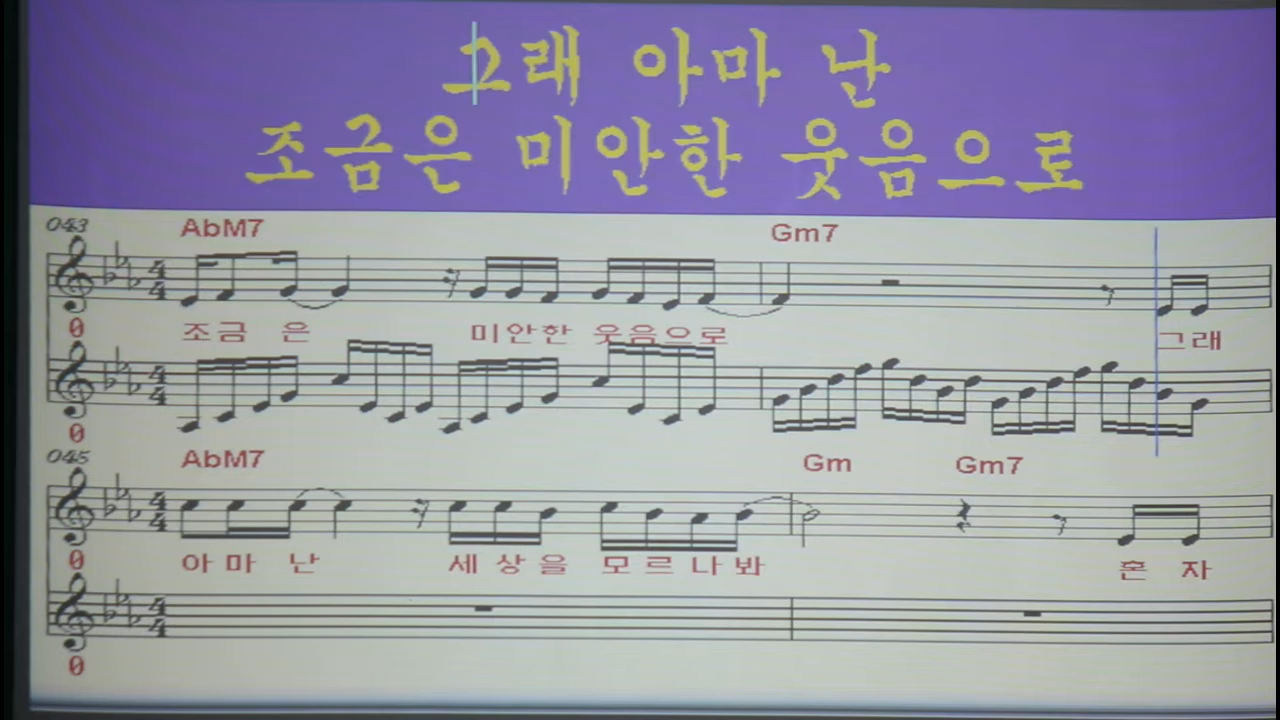 그래 아마 난
조금은 미안한 웃음으로
043 AbM7 Gm7
0 조금 은 미안한 웃음으로 그래
0
045 AbM7 Gm Gm7
0 아마 난 세상을 모르나봐 혼 자
0